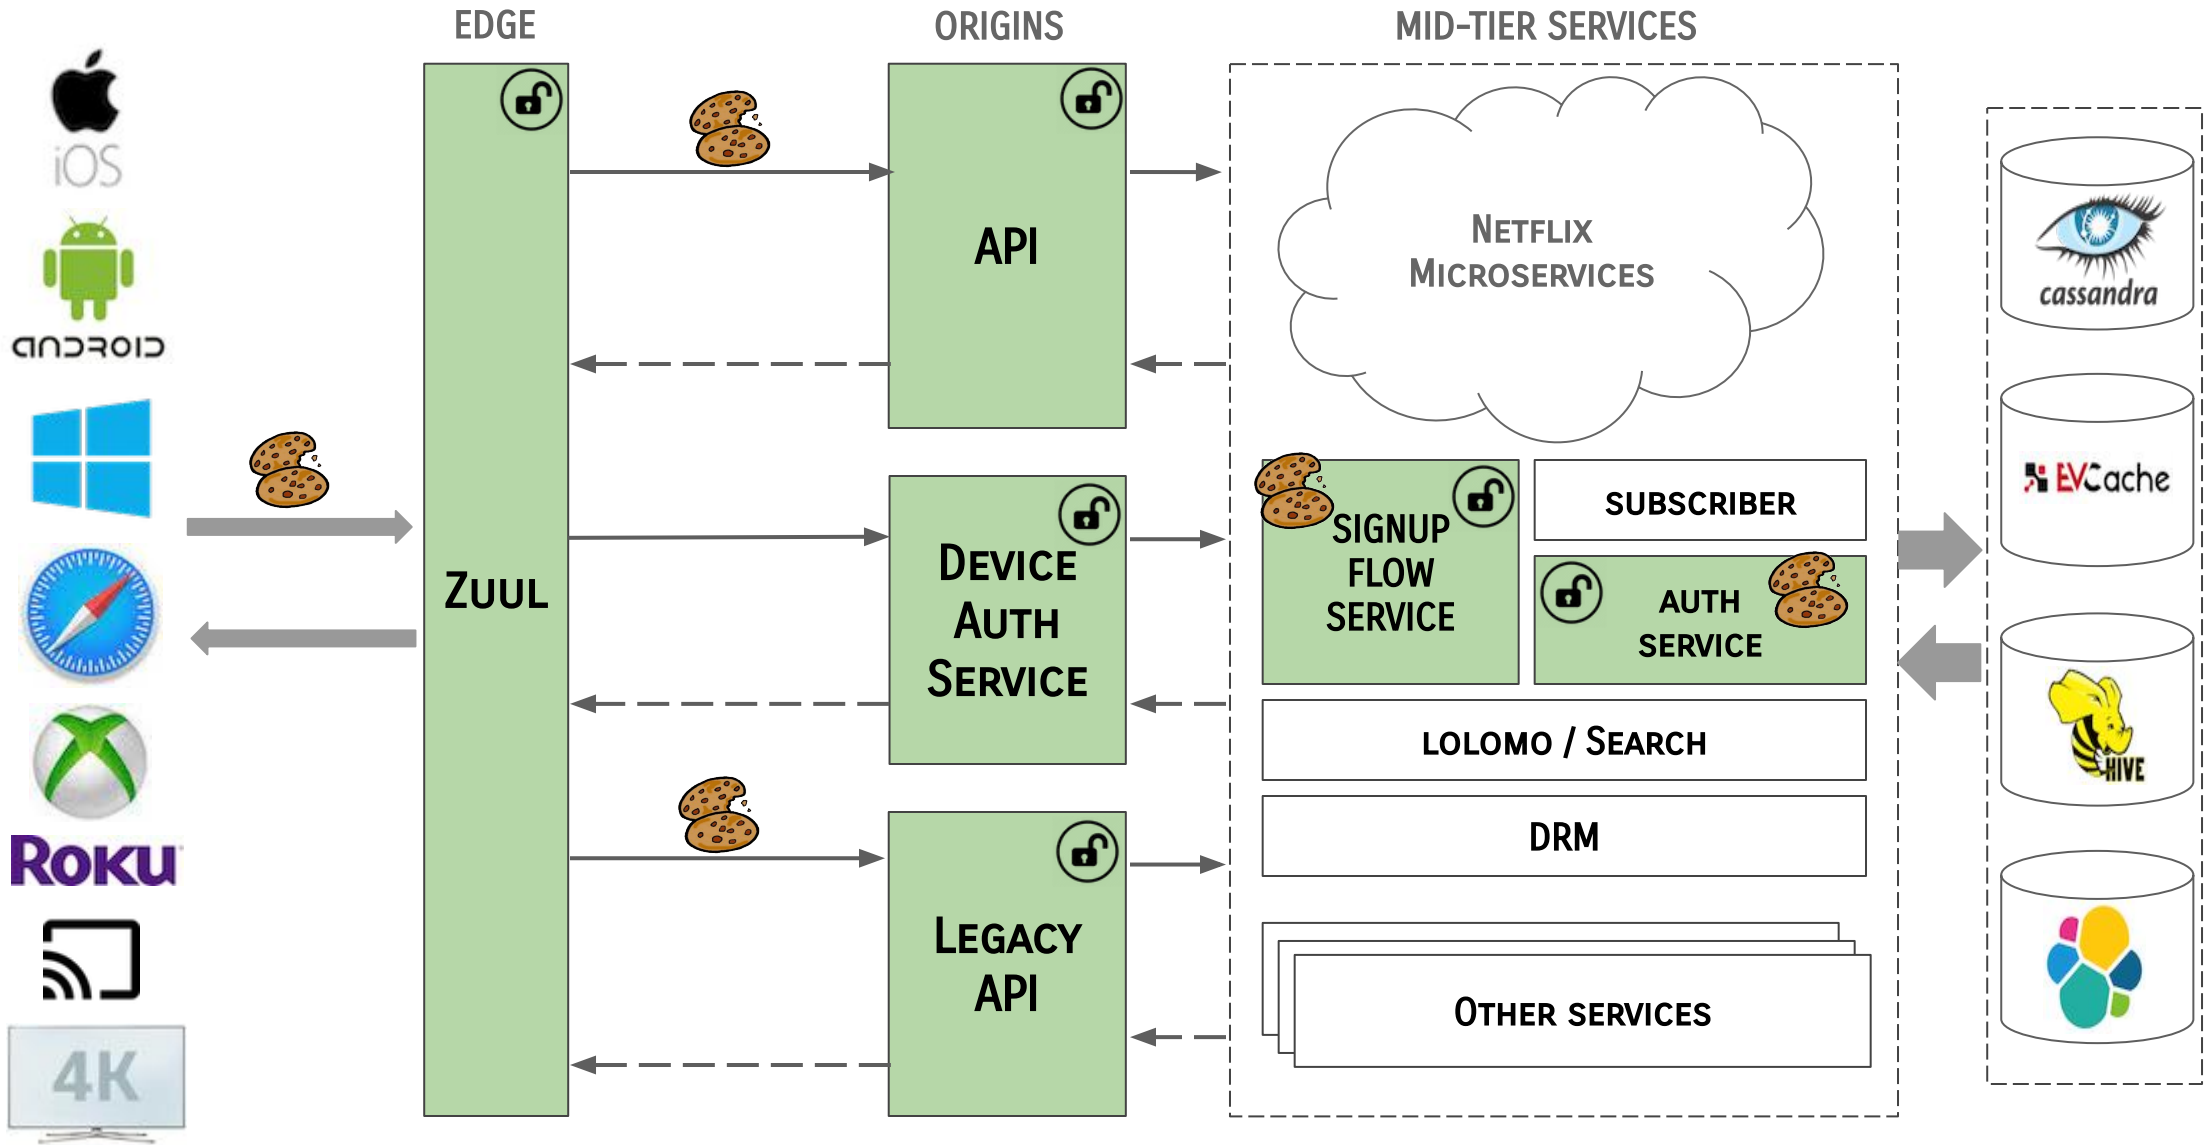 EDGE
ORIGINS
MID-TIER SERVICES
iOS
ANDROID
ROKU
4K
ZUUL
API
DEVICE
AUTH
SERVICE
LEGACY
API
NETFLIX
MICROSERVICES
SIGNUP
FLOW
SERVICE
SUBSCRIBER
AUTH
SERVICE
LOLOMO / SEARCH
DRM
OTHER SERVICES
cassandra
EVCache
HIVE